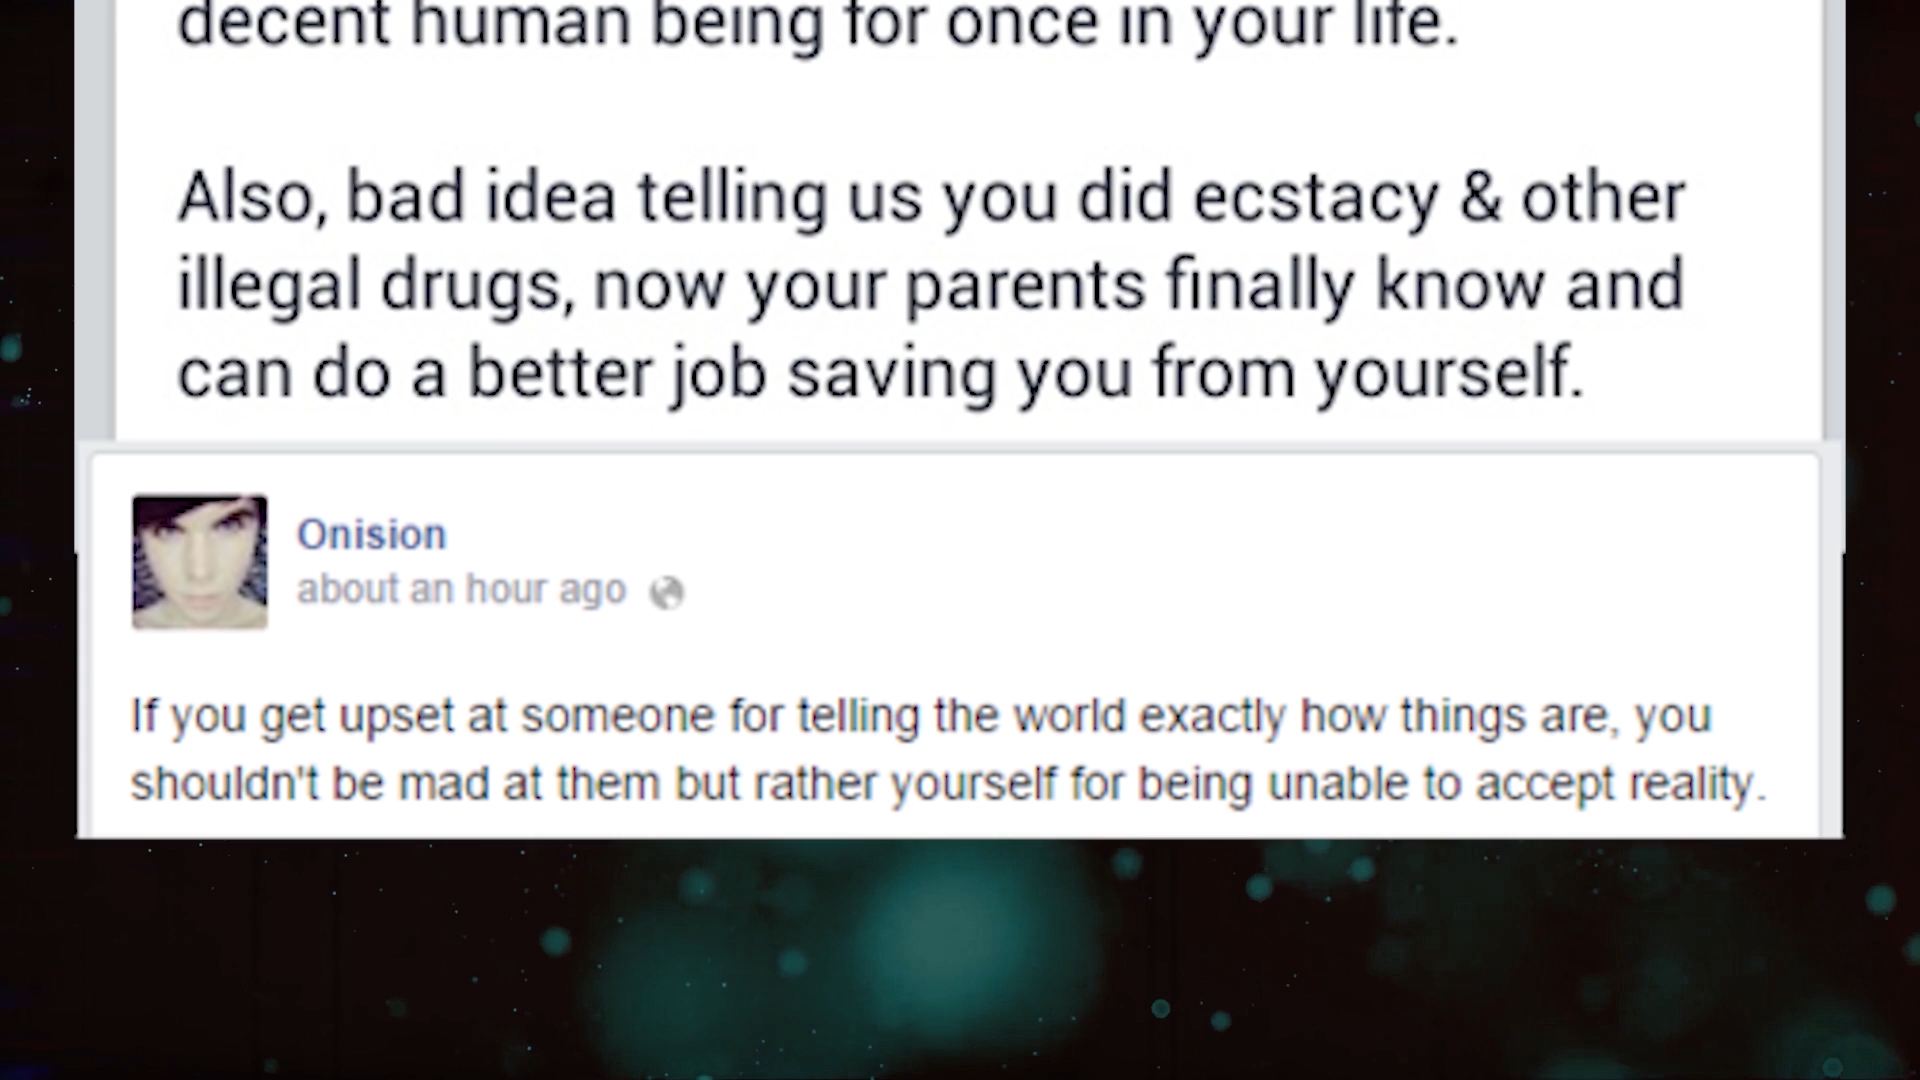 decent human being for once in your life.
Also, bad idea telling us you did ecstacy & other
illegal drugs, now your parents finally know and
can do a better job saving you from yourself.
Onision
about an hour ago
If you get upset at someone for telling the world exactly how things are, you
shouldn't be mad at them but rather yourself for being unable to accept reality.